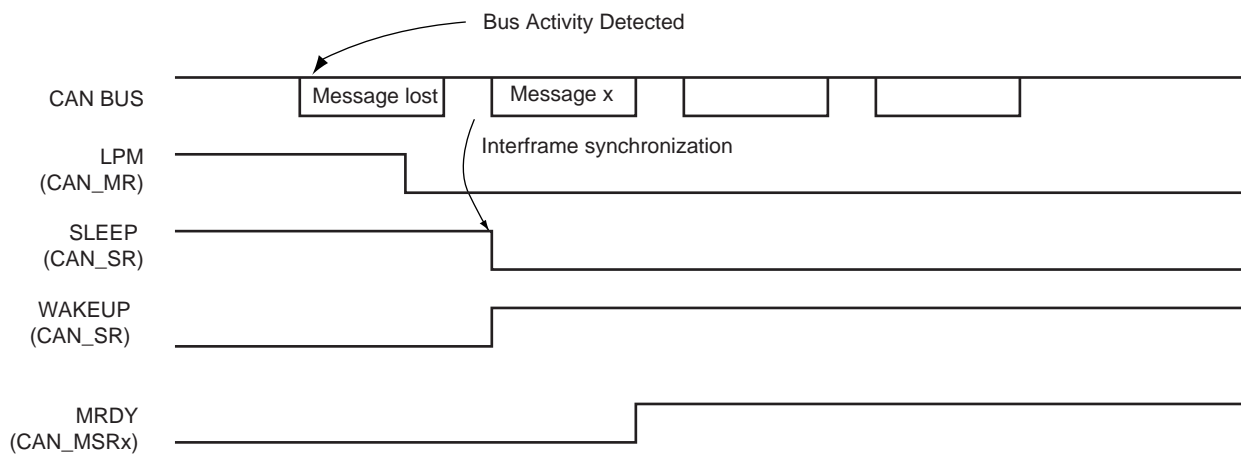 Bus Activity Detected
CAN BUS
Message lost
Message x
Interframe synchronization
LPM
(CAN_MR)
SLEEP
(CAN_SR)
WAKEUP
(CAN_SR)
MRDY
(CAN_MSRx)